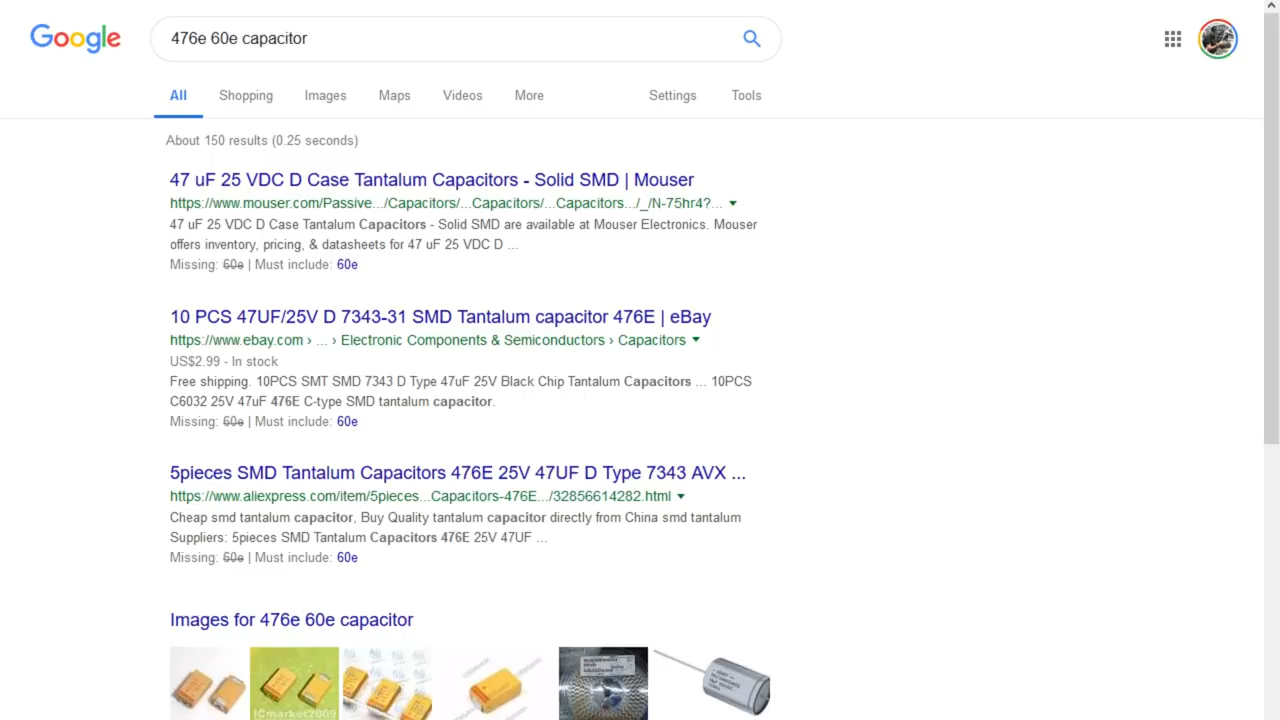 Google
476e 60e capacitor
All Shopping Images Maps Videos More Settings Tools
About 150 results (0.25 seconds)
47 uF 25 VDC D Case Tantalum Capacitors - Solid SMD | Mouser
https://www.mouser.com/Passive.../Capacitors/...Capacitors/...Capacitors.../_/N-75hr4?...
47 uF 25 VDC D Case Tantalum Capacitors - Solid SMD are available at Mouser Electronics. Mouser
offers inventory, pricing, & datasheets for 47 uF 25 VDC D ...
Missing: 60e | Must include: 60e
10 PCS 47UF/25V D 7343-31 SMD Tantalum capacitor 476E | eBay
https://www.ebay.com › ... › Electronic Components & Semiconductors › Capacitors
US$2.99 - In stock
Free shipping. 10PCS SMT SMD 7343 D Type 47uF 25V Black Chip Tantalum Capacitors ... 10PCS
C6032 25V 47uF 476E C-type SMD tantalum capacitor.
Missing: 60e | Must include: 60e
5pieces SMD Tantalum Capacitors 476E 25V 47UF D Type 7343 AVX ...
https://www.aliexpress.com/item/5pieces...Capacitors-476E.../32856614282.html
Cheap smd tantalum capacitor, Buy Quality tantalum capacitor directly from China smd tantalum
Suppliers: 5pieces SMD Tantalum Capacitors 476E 25V 47UF ...
Missing: 60e | Must include: 60e
Images for 476e 60e capacitor
ICmarket2009